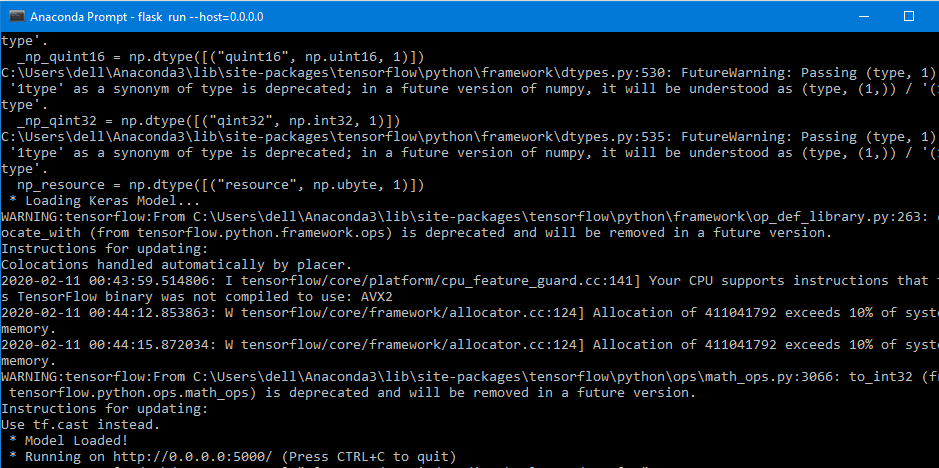 Anaconda Prompt - flask  run --host=0.0.0.0
type'.
  _np_quint16 = np.dtype([("quint16", np.uint16, 1)])
C:\Users\dell\Anaconda3\lib\site-packages\tensorflow\python\framework\dtypes.py:530: FutureWarning: Passing (type, 1)
 '1type' as a synonym of type is deprecated; in a future version of numpy, it will be understood as (type, (1,)) / '(
type'.
  _np_qint32 = np.dtype([("qint32", np.int32, 1)])
C:\Users\dell\Anaconda3\lib\site-packages\tensorflow\python\framework\dtypes.py:535: FutureWarning: Passing (type, 1)
 '1type' as a synonym of type is deprecated; in a future version of numpy, it will be understood as (type, (1,)) / '(
type'.
  np_resource = np.dtype([("resource", np.ubyte, 1)])
 * Loading Keras Model...
WARNING:tensorflow:From C:\Users\dell\Anaconda3\lib\site-packages\tensorflow\python\framework\op_def_library.py:263:
ocate_with (from tensorflow.python.framework.ops) is deprecated and will be removed in a future version.
Instructions for updating:
Colocations handled automatically by placer.
2020-02-11 00:43:59.514806: I tensorflow/core/platform/cpu_feature_guard.cc:141] Your CPU supports instructions that t
s TensorFlow binary was not compiled to use: AVX2
2020-02-11 00:44:12.853863: W tensorflow/core/framework/allocator.cc:124] Allocation of 411041792 exceeds 10% of syst
memory.
2020-02-11 00:44:15.872034: W tensorflow/core/framework/allocator.cc:124] Allocation of 411041792 exceeds 10% of syst
memory.
WARNING:tensorflow:From C:\Users\dell\Anaconda3\lib\site-packages\tensorflow\python\ops\math_ops.py:3066: to_int32 (f
 tensorflow.python.ops.math_ops) is deprecated and will be removed in a future version.
Instructions for updating:
Use tf.cast instead.
 * Model Loaded!
 * Running on http://0.0.0.0:5000/ (Press CTRL+C to quit)